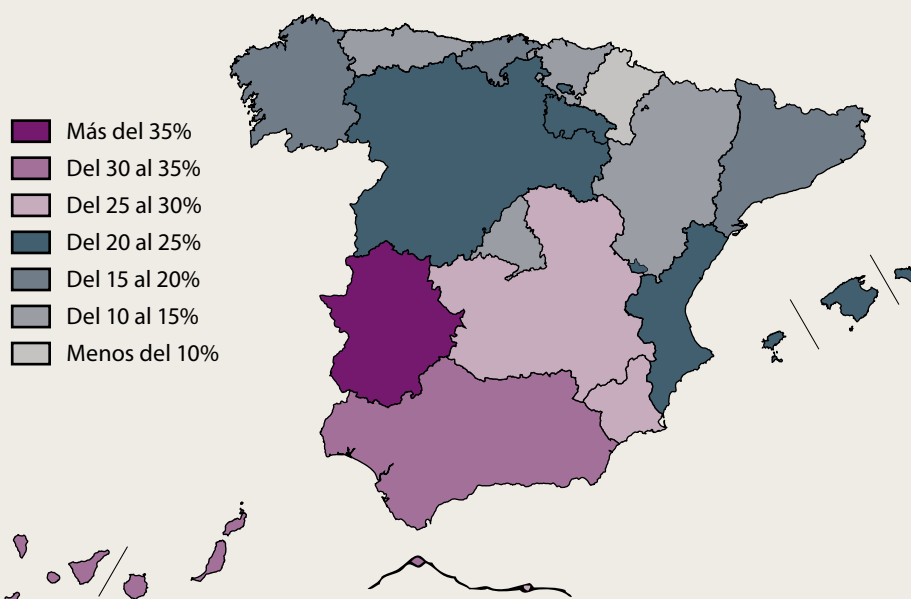 Más del 35%
Del 30 al 35%
Del 25 al 30%
Del 20 al 25%
Del 15 al 20%
Del 10 al 15%
Menos del 10%